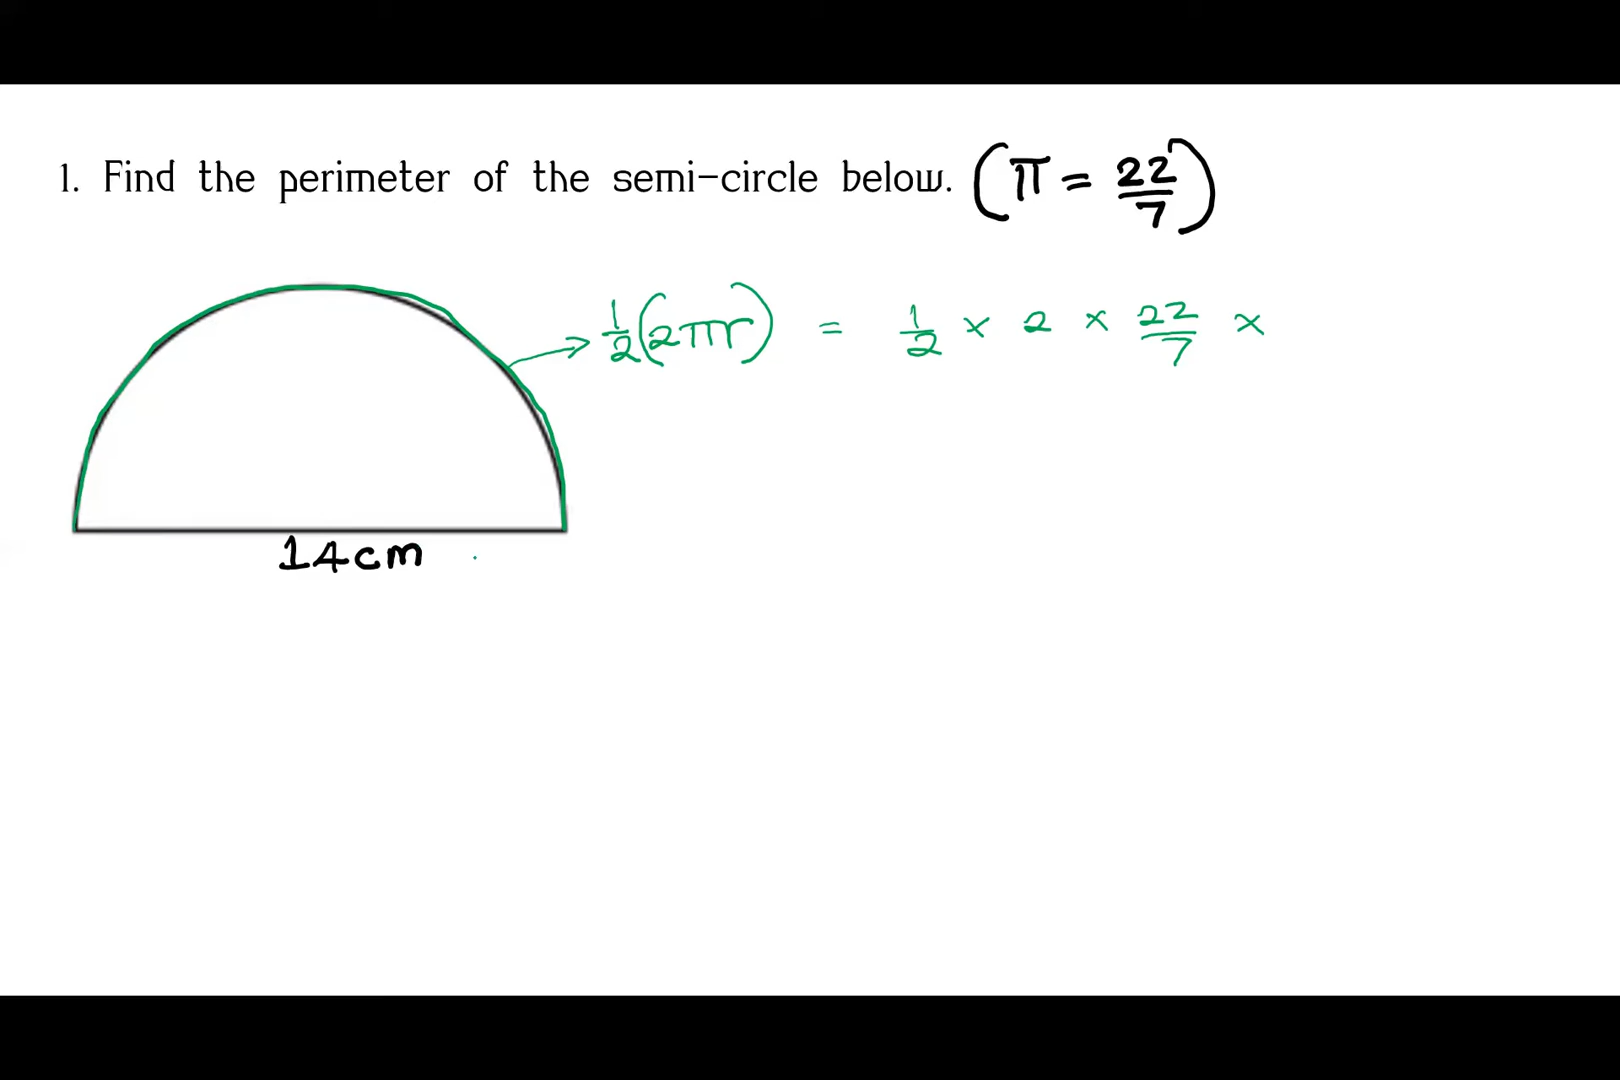 1. Find the perimeter of the semi-circle below. (π = 22/7)
1/2(2πr) = 1/2 × 2 × 22/7 ×
14cm